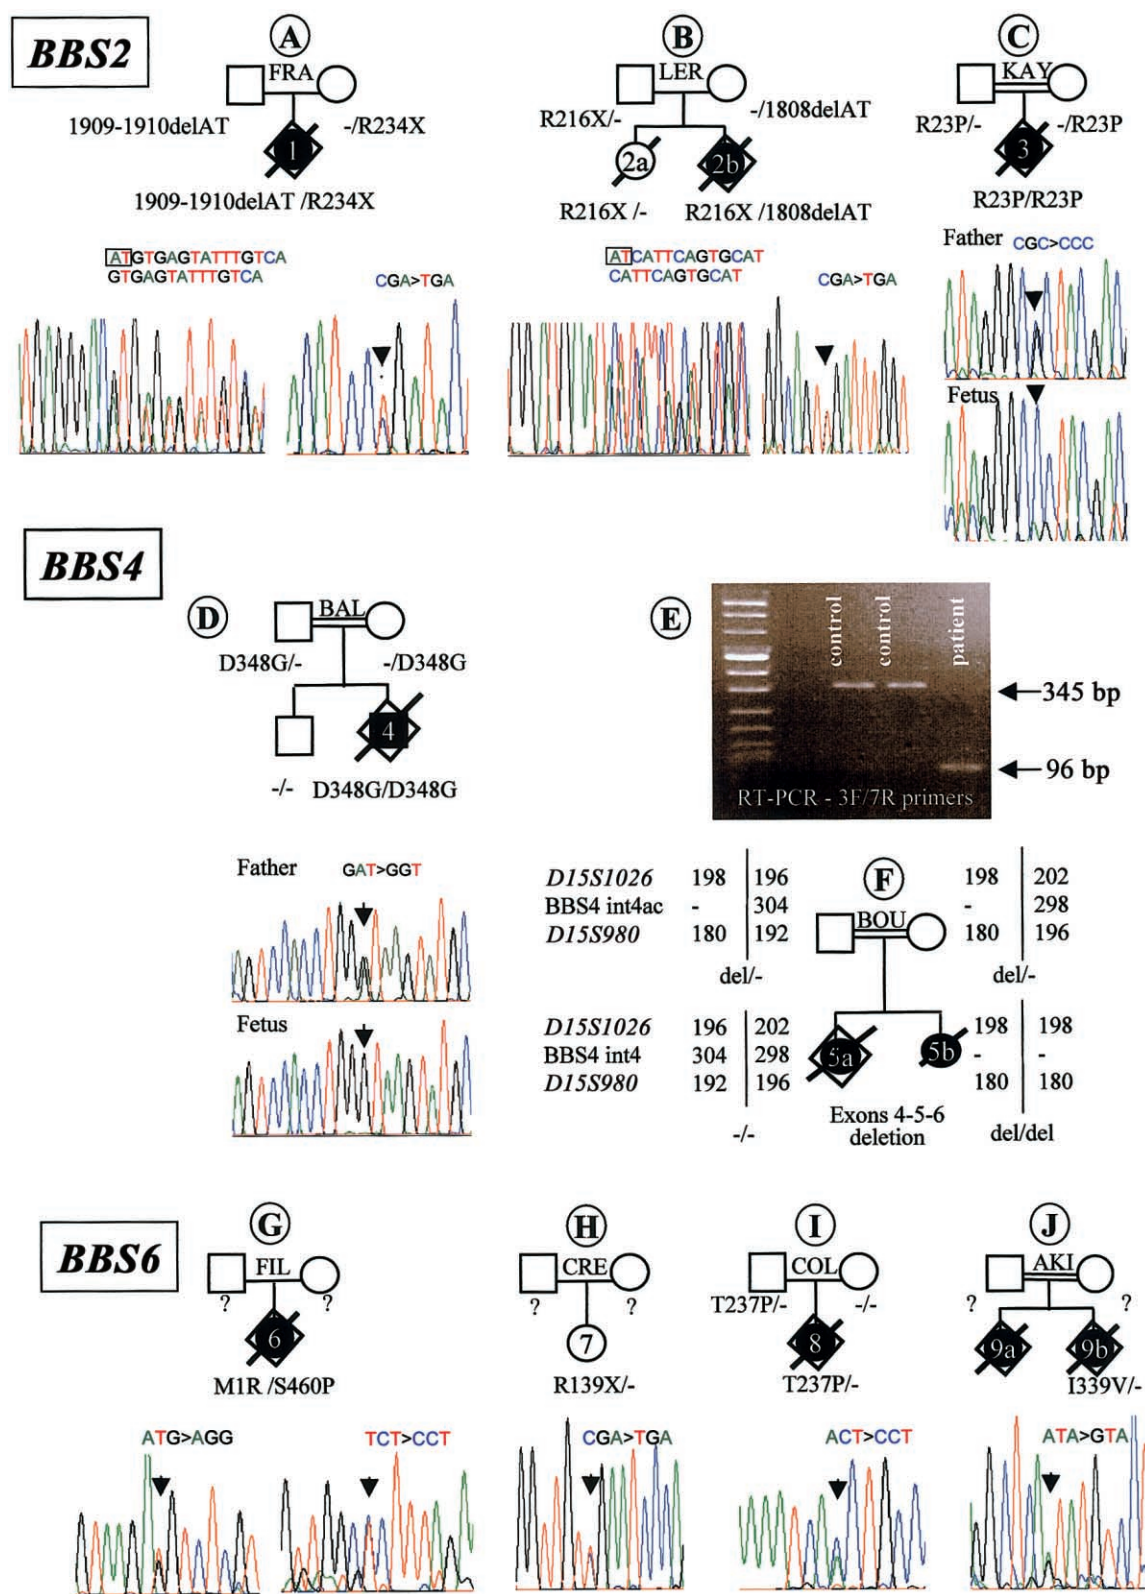 BBS2
A
FRA
1909-1910delAT
-/R234X
1
1909-1910delAT /R234X
ATGTGAGTATTTGTCA
GTGAGTATTTGTCA
CGA>TGA
B
LER
R216X/-
-/1808delAT
2a
2b
R216X /-
R216X /1808delAT
ATCATTCAGTGCAT
CATTCAGTGCAT
CGA>TGA
C
KAY
R23P/-
-/R23P
3
R23P/R23P
Father
CGC>CCC
Fetus
BBS4
D
BAL
D348G/-
-/D348G
4
-/-
D348G/D348G
Father
GAT>GGT
Fetus
E
control
control
patient
345 bp
96 bp
RT-PCR - 3F/7R primers
F
BOU
D15S1026 198 196
BBS4 int4ac - 304
D15S980 180 192
del/-
198 202
- 298
180 196
del/-
D15S1026 196 202
BBS4 int4 304 298
D15S980 192 196
-/-
5a
5b
Exons 4-5-6
deletion
198 198
- -
180 180
del/del
BBS6
G
FIL
?
?
6
M1R /S460P
ATG>AGG
TCT>CCT
H
CRE
?
?
7
R139X/-
CGA>TGA
I
COL
T237P/-
-/-
8
T237P/-
ACT>CCT
J
AKI
?
?
9a
9b
I339V/-
ATA>GTA